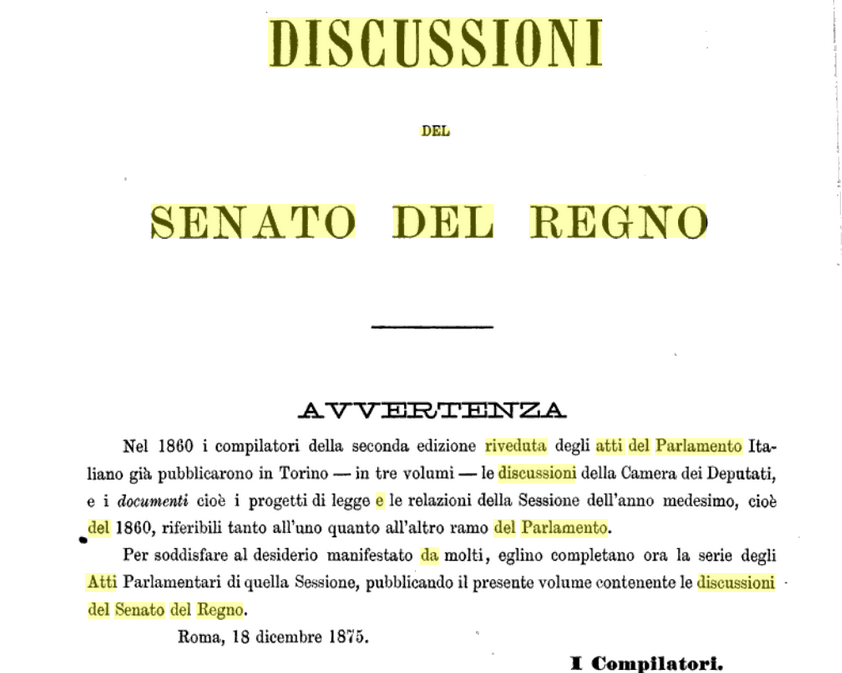 DISCUSSIONI
DEL
SENATO DEL REGNO
AVVERTENZA
Nel 1860 i compilatori della seconda edizione riveduta degli atti del Parlamento Ita-
liano già pubblicarono in Torino — in tre volumi — le discussioni della Camera dei Deputati,
e i documenti cioè i progetti di legge e le relazioni della Sessione dell'anno medesimo, cioè
del 1860, riferibili tanto all'uno quanto all'altro ramo del Parlamento.
Per soddisfare al desiderio manifestato da molti, eglino completano ora la serie degli
Atti Parlamentari di quella Sessione, pubblicando il presente volume contenente le discussioni
del Senato del Regno.
Roma, 18 dicembre 1875.
I Compilatori.